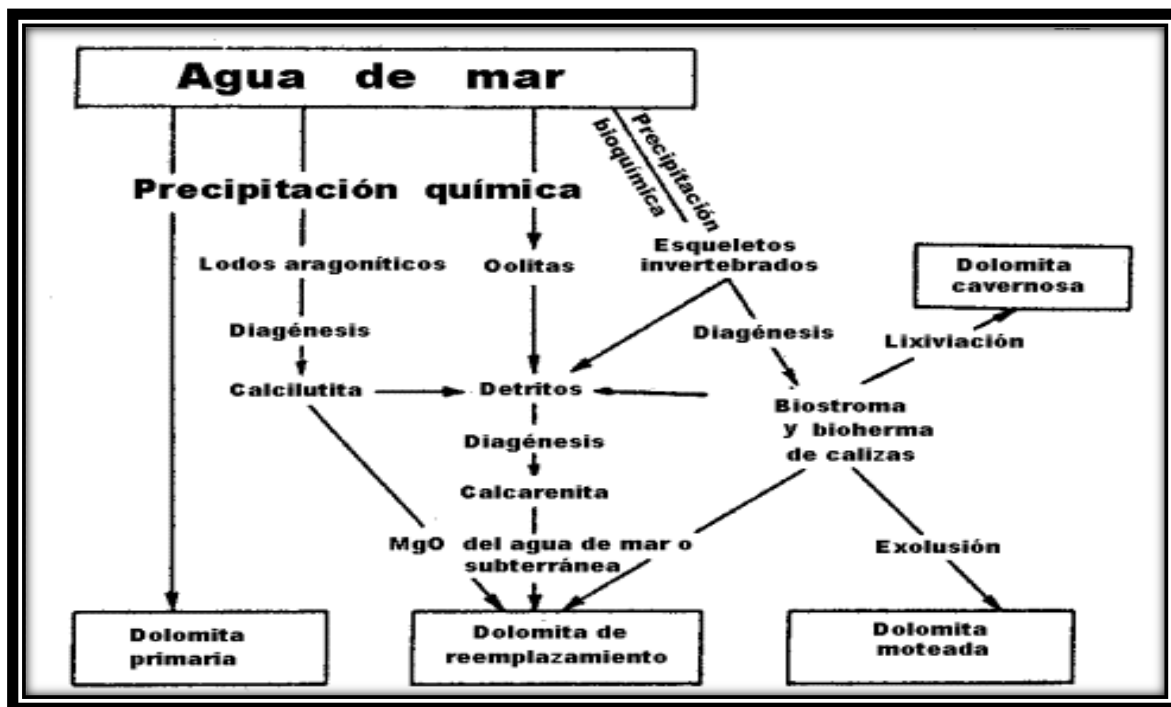 Agua de mar
Precipitación
bioquímica
Precipitación química
Esqueletos
invertebrados
Lodos aragoníticos
Oolitas
Dolomita
cavernosa
Diagénesis
Diagénesis
Lixiviación
Calcilutita
Detritos
Biostroma
y bioherma
de calizas
Diagénesis
Calcarenita
MgO del agua de mar o
subterránea
Exolusión
Dolomita
primaria
Dolomita de
reemplazamiento
Dolomita
moteada